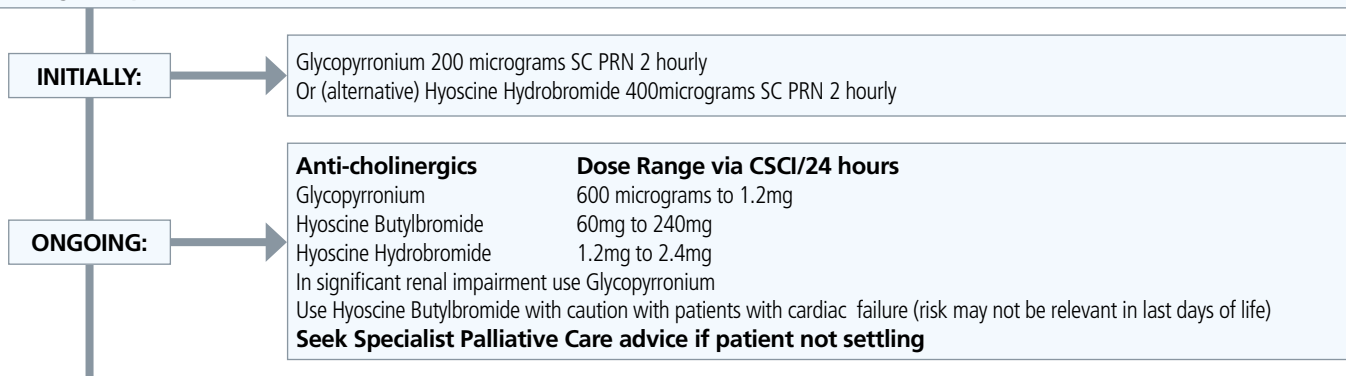 INITIALLY:
Glycopyrronium 200 micrograms SC PRN 2 hourly
Or (alternative) Hyoscine Hydrobromide 400micrograms SC PRN 2 hourly
ONGOING:
Anti-cholinergics Dose Range via CSCI/24 hours
Glycopyrronium 600 micrograms to 1.2mg
Hyoscine Butylbromide 60mg to 240mg
Hyoscine Hydrobromide 1.2mg to 2.4mg
In significant renal impairment use Glycopyrronium
Use Hyoscine Butylbromide with caution with patients with cardiac failure (risk may not be relevant in last days of life)
Seek Specialist Palliative Care advice if patient not settling